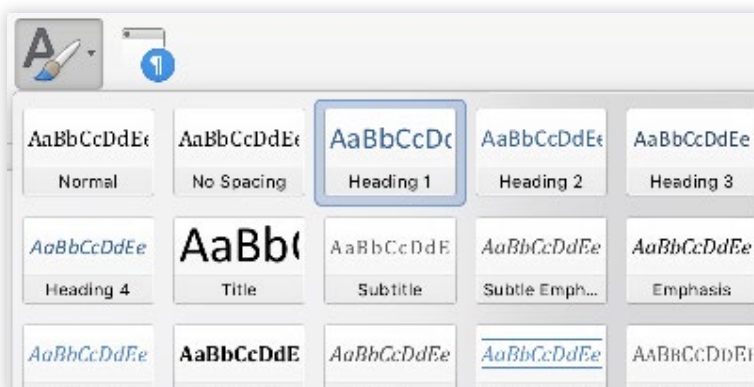 A ¶
AaBbCcDdEe AaBbCcDdEe AaBbCcDc AaBbCcDdEe AaBbCcDdEe
Normal No Spacing Heading 1 Heading 2 Heading 3
AaBbCcDdEe AaBb( AaBbCcDdE AaBbCcDdEe AaBbCcDdEe
Heading 4 Title Subtitle Subtle Emph... Emphasis
AaBbCcDdEe AaBbCcDdE AaBbCcDdEe AaBbCcDdEe AABBCCDDEE